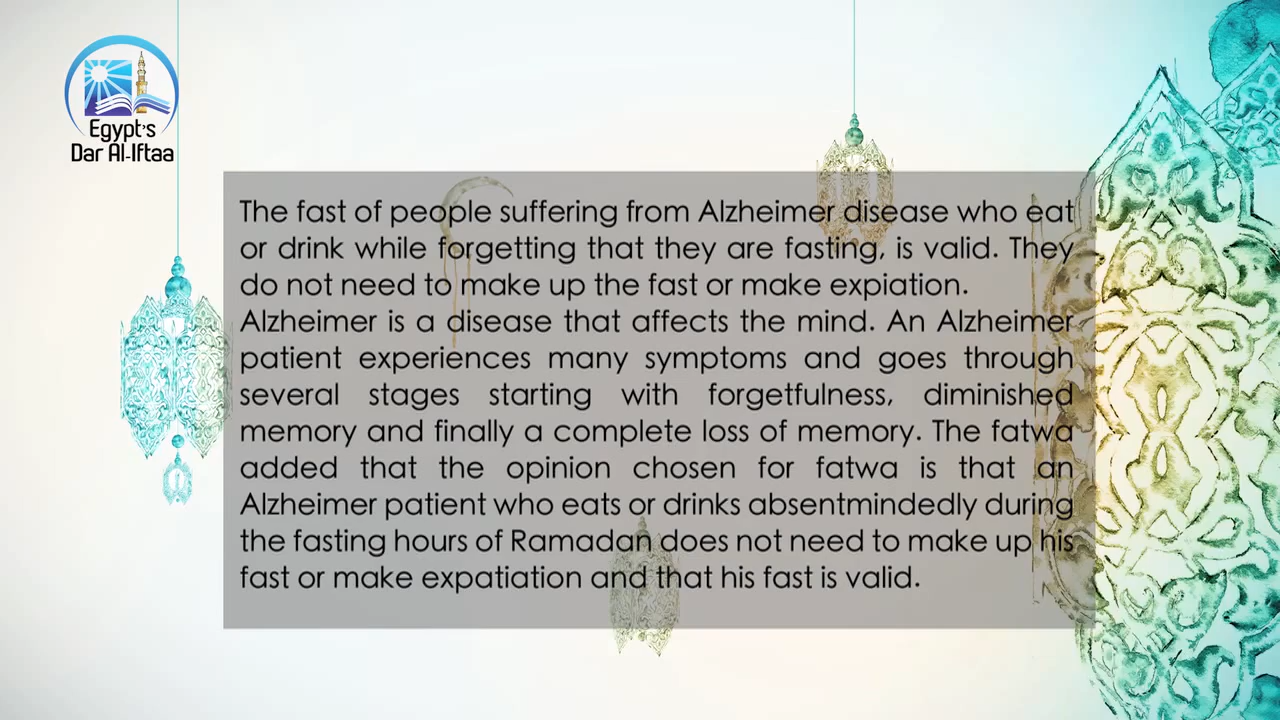 Egypt's
Dar Al-Iftaa
The fast of people suffering from Alzheimer disease who eat
or drink while forgetting that they are fasting, is valid. They
do not need to make up the fast or make expiation.
Alzheimer is a disease that affects the mind. An Alzheimer
patient experiences many symptoms and goes through
several stages starting with forgetfulness, diminished
memory and finally a complete loss of memory. The fatwa
added that the opinion chosen for fatwa is that an
Alzheimer patient who eats or drinks absentmindedly during
the fasting hours of Ramadan does not need to make up his
fast or make expatiation and that his fast is valid.